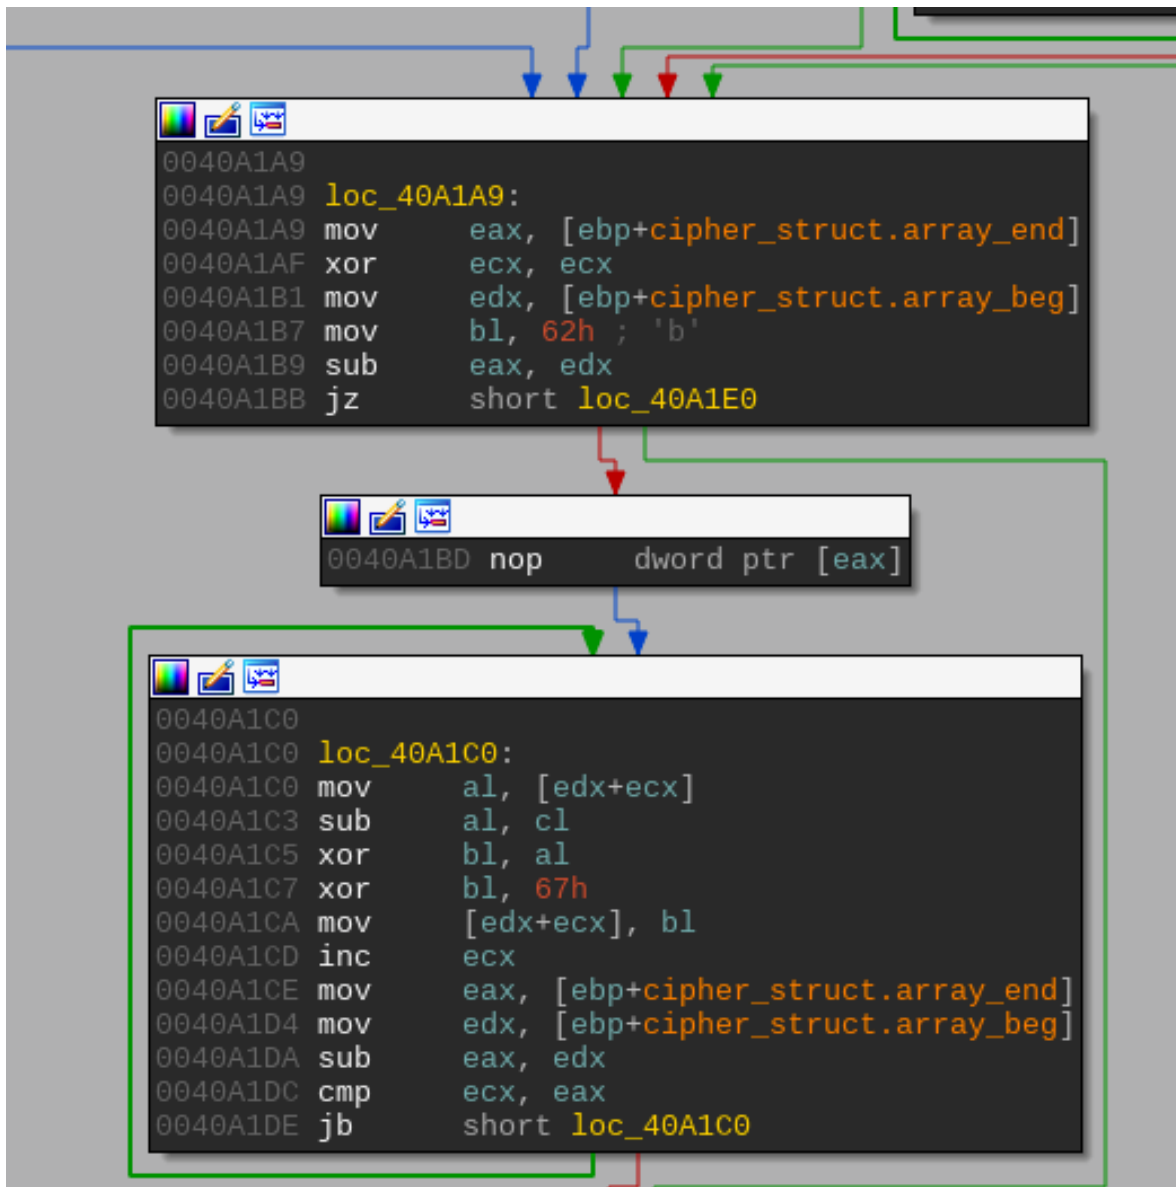 0040A1A9
0040A1A9 loc_40A1A9:
0040A1A9 mov eax, [ebp+cipher_struct.array_end]
0040A1AF xor ecx, ecx
0040A1B1 mov edx, [ebp+cipher_struct.array_beg]
0040A1B7 mov bl, 62h ; 'b'
0040A1B9 sub eax, edx
0040A1BB jz short loc_40A1E0
0040A1BD nop dword ptr [eax]
0040A1C0
0040A1C0 loc_40A1C0:
0040A1C0 mov al, [edx+ecx]
0040A1C3 sub al, cl
0040A1C5 xor bl, al
0040A1C7 xor bl, 67h
0040A1CA mov [edx+ecx], bl
0040A1CD inc ecx
0040A1CE mov eax, [ebp+cipher_struct.array_end]
0040A1D4 mov edx, [ebp+cipher_struct.array_beg]
0040A1DA sub eax, edx
0040A1DC cmp ecx, eax
0040A1DE jb short loc_40A1C0